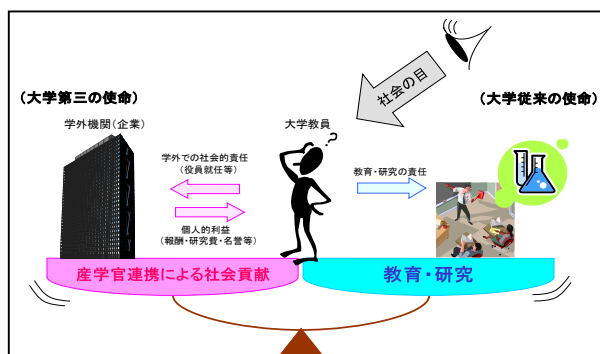 社会の目
(大学第三の使命)
(大学従来の使命)
学外機関(企業)
大学教員
?
学外での社会的責任
(役員就任等)
教育・研究の責任
個人的利益
(報酬・研究費・名誉等)
産学官連携による社会貢献
教育・研究